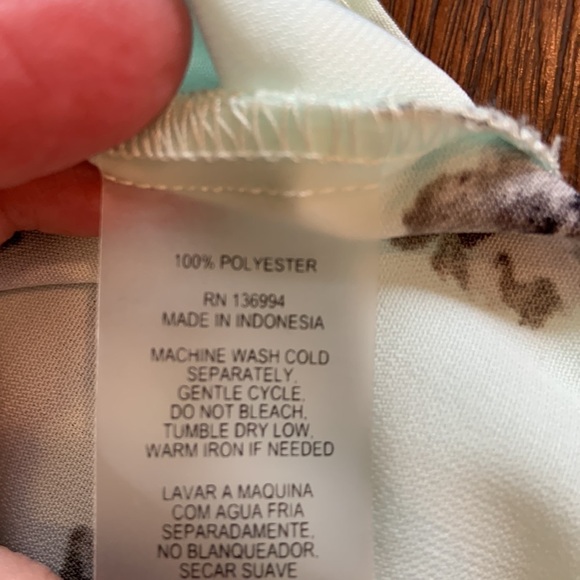 100% POLYESTER
RN 136994
MADE IN INDONESIA
MACHINE WASH COLD
SEPARATELY,
GENTLE CYCLE,
DO NOT BLEACH,
TUMBLE DRY LOW,
WARM IRON IF NEEDED
LAVAR A MAQUINA
COM AGUA FRIA
SEPARADAMENTE,
NO BLANQUEADOR,
SECAR SUAVE